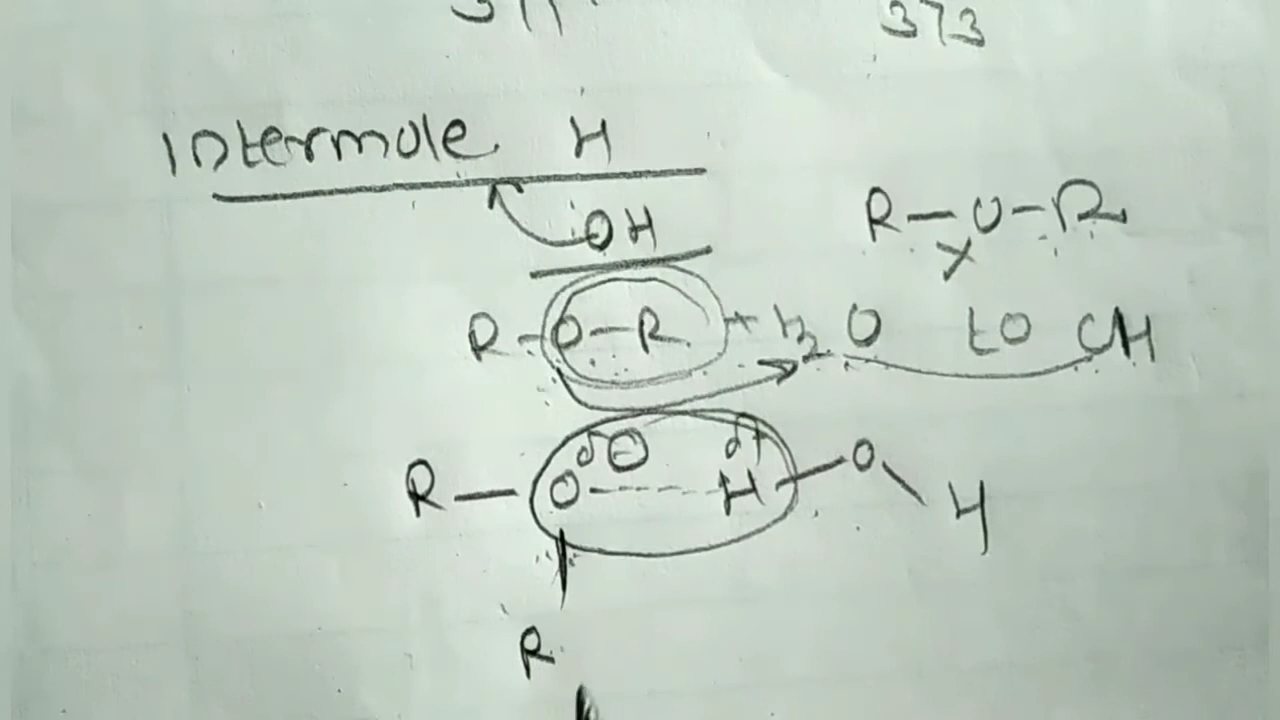 373
Intermole H
OH
R-O-R
x
R-O-R + H2O to OH
δ⊖ δ+
R-O-----H-O
H
R